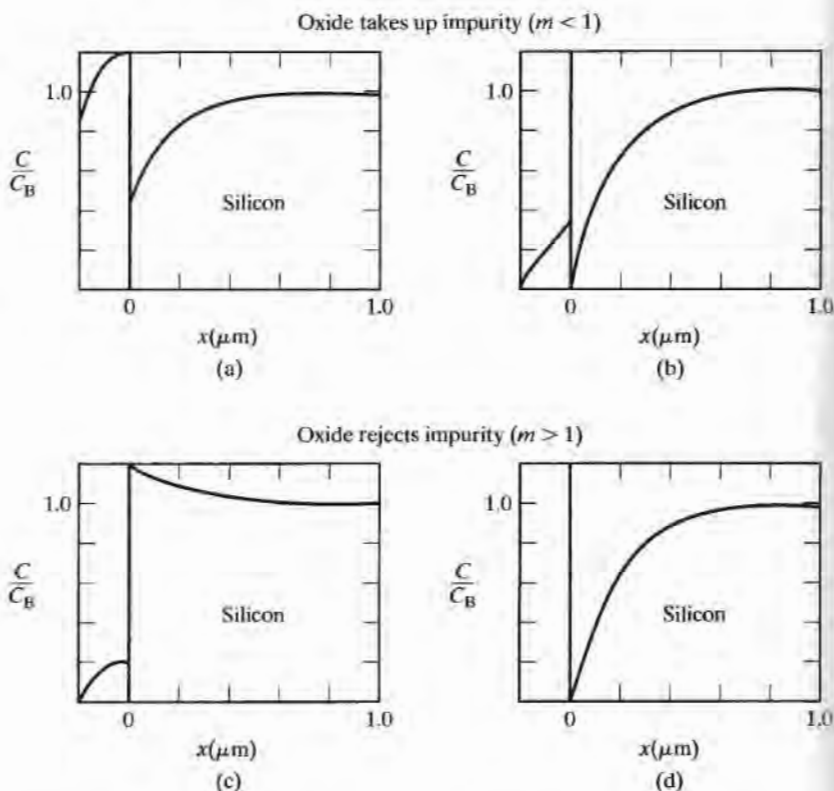 Oxide takes up impurity (m < 1)
1.0
C
C_B
Silicon
0
1.0
x(μm)
(a)
1.0
C
C_B
Silicon
0
1.0
x(μm)
(b)
Oxide rejects impurity (m > 1)
1.0
C
C_B
Silicon
0
1.0
x(μm)
(c)
1.0
C
C_B
Silicon
0
1.0
x(μm)
(d)